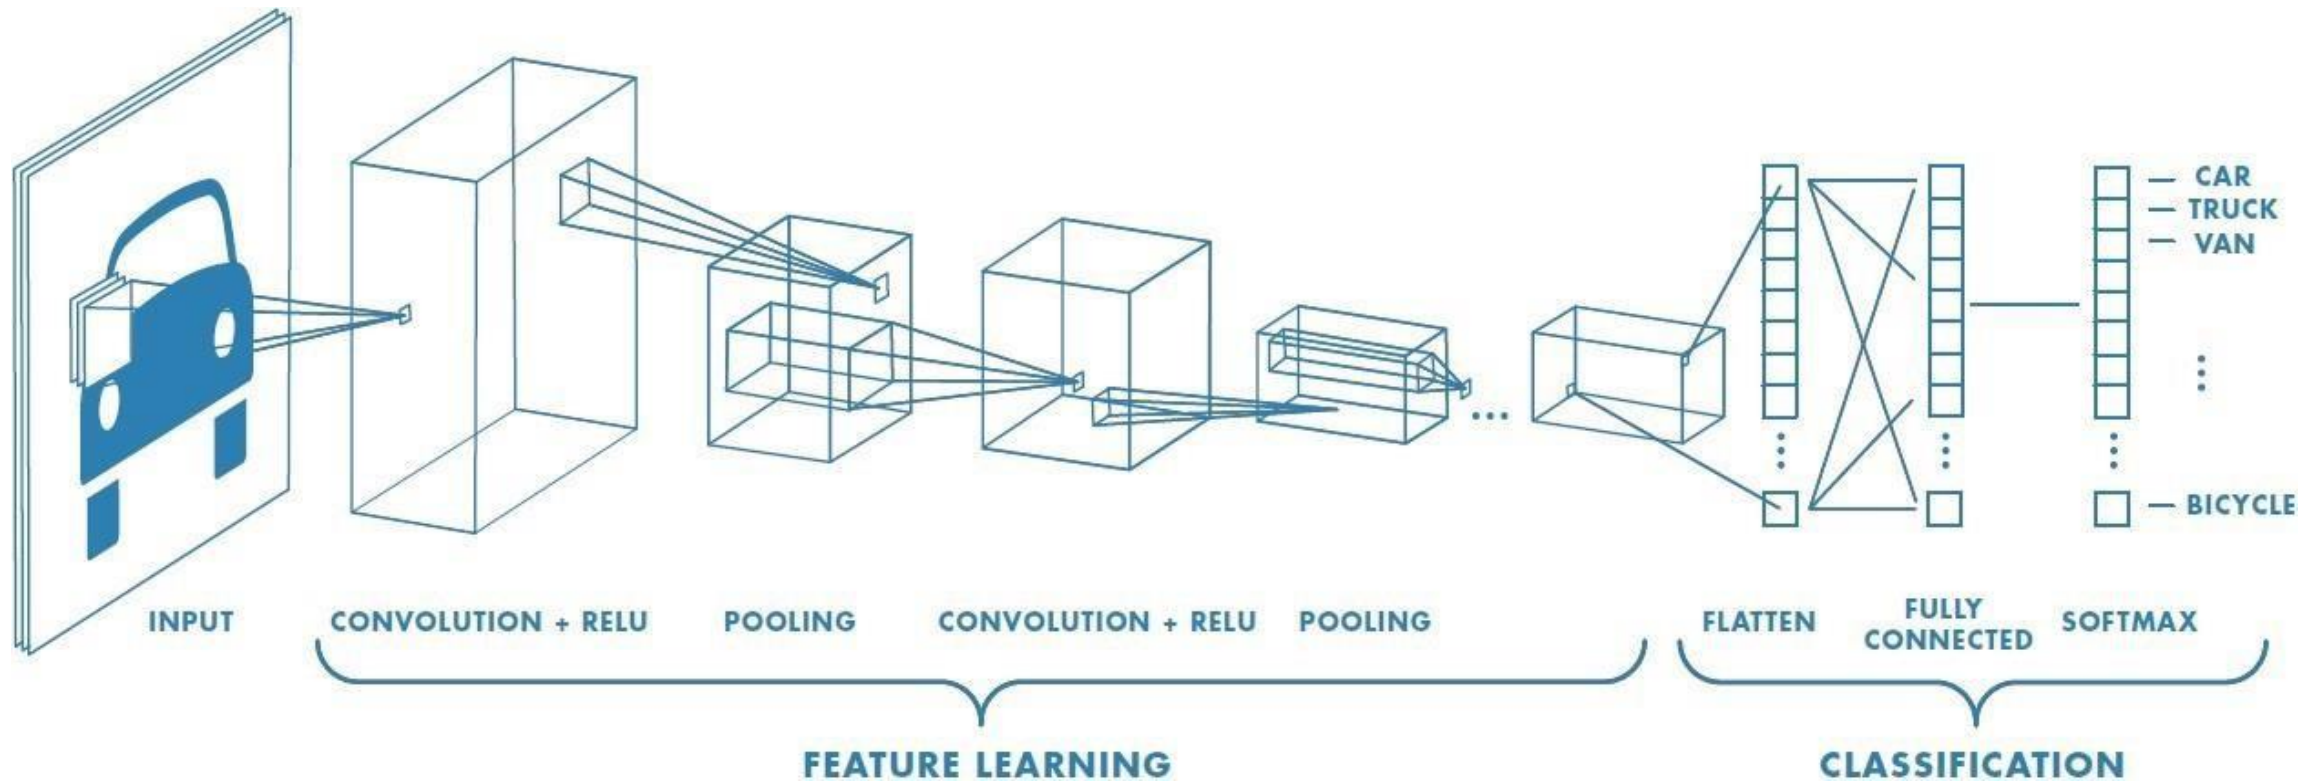 CAR
TRUCK
VAN
BICYCLE
INPUT
CONVOLUTION + RELU
POOLING
CONVOLUTION + RELU
POOLING
FLATTEN
FULLY
CONNECTED
SOFTMAX
FEATURE LEARNING
CLASSIFICATION